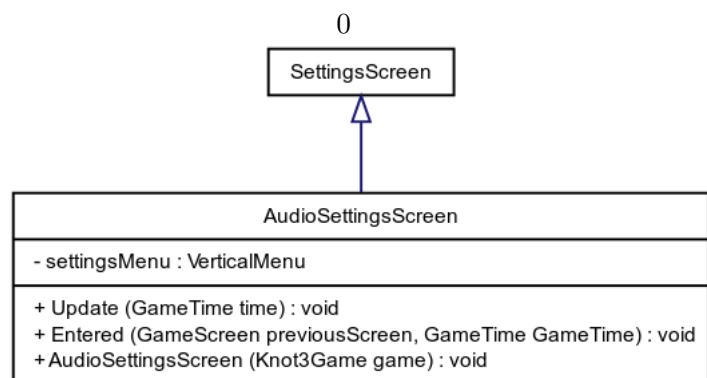 0
SettingsScreen
AudioSettingsScreen
- settingsMenu : VerticalMenu
+ Update (GameTime time) : void
+ Entered (GameScreen previousScreen, GameTime GameTime) : void
+ AudioSettingsScreen (Knot3Game game) : void